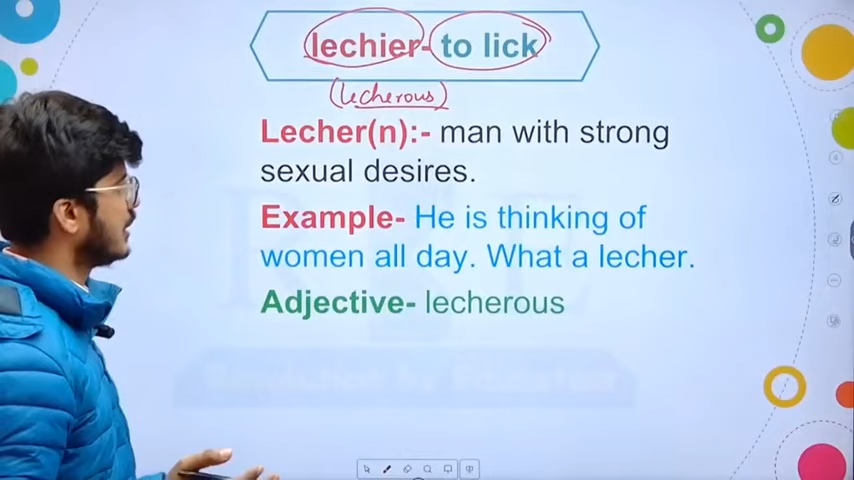 lechier- to lick
(lecherous)
Lecher(n):- man with strong
sexual desires.
Example- He is thinking of
women all day. What a lecher.
Adjective- lecherous